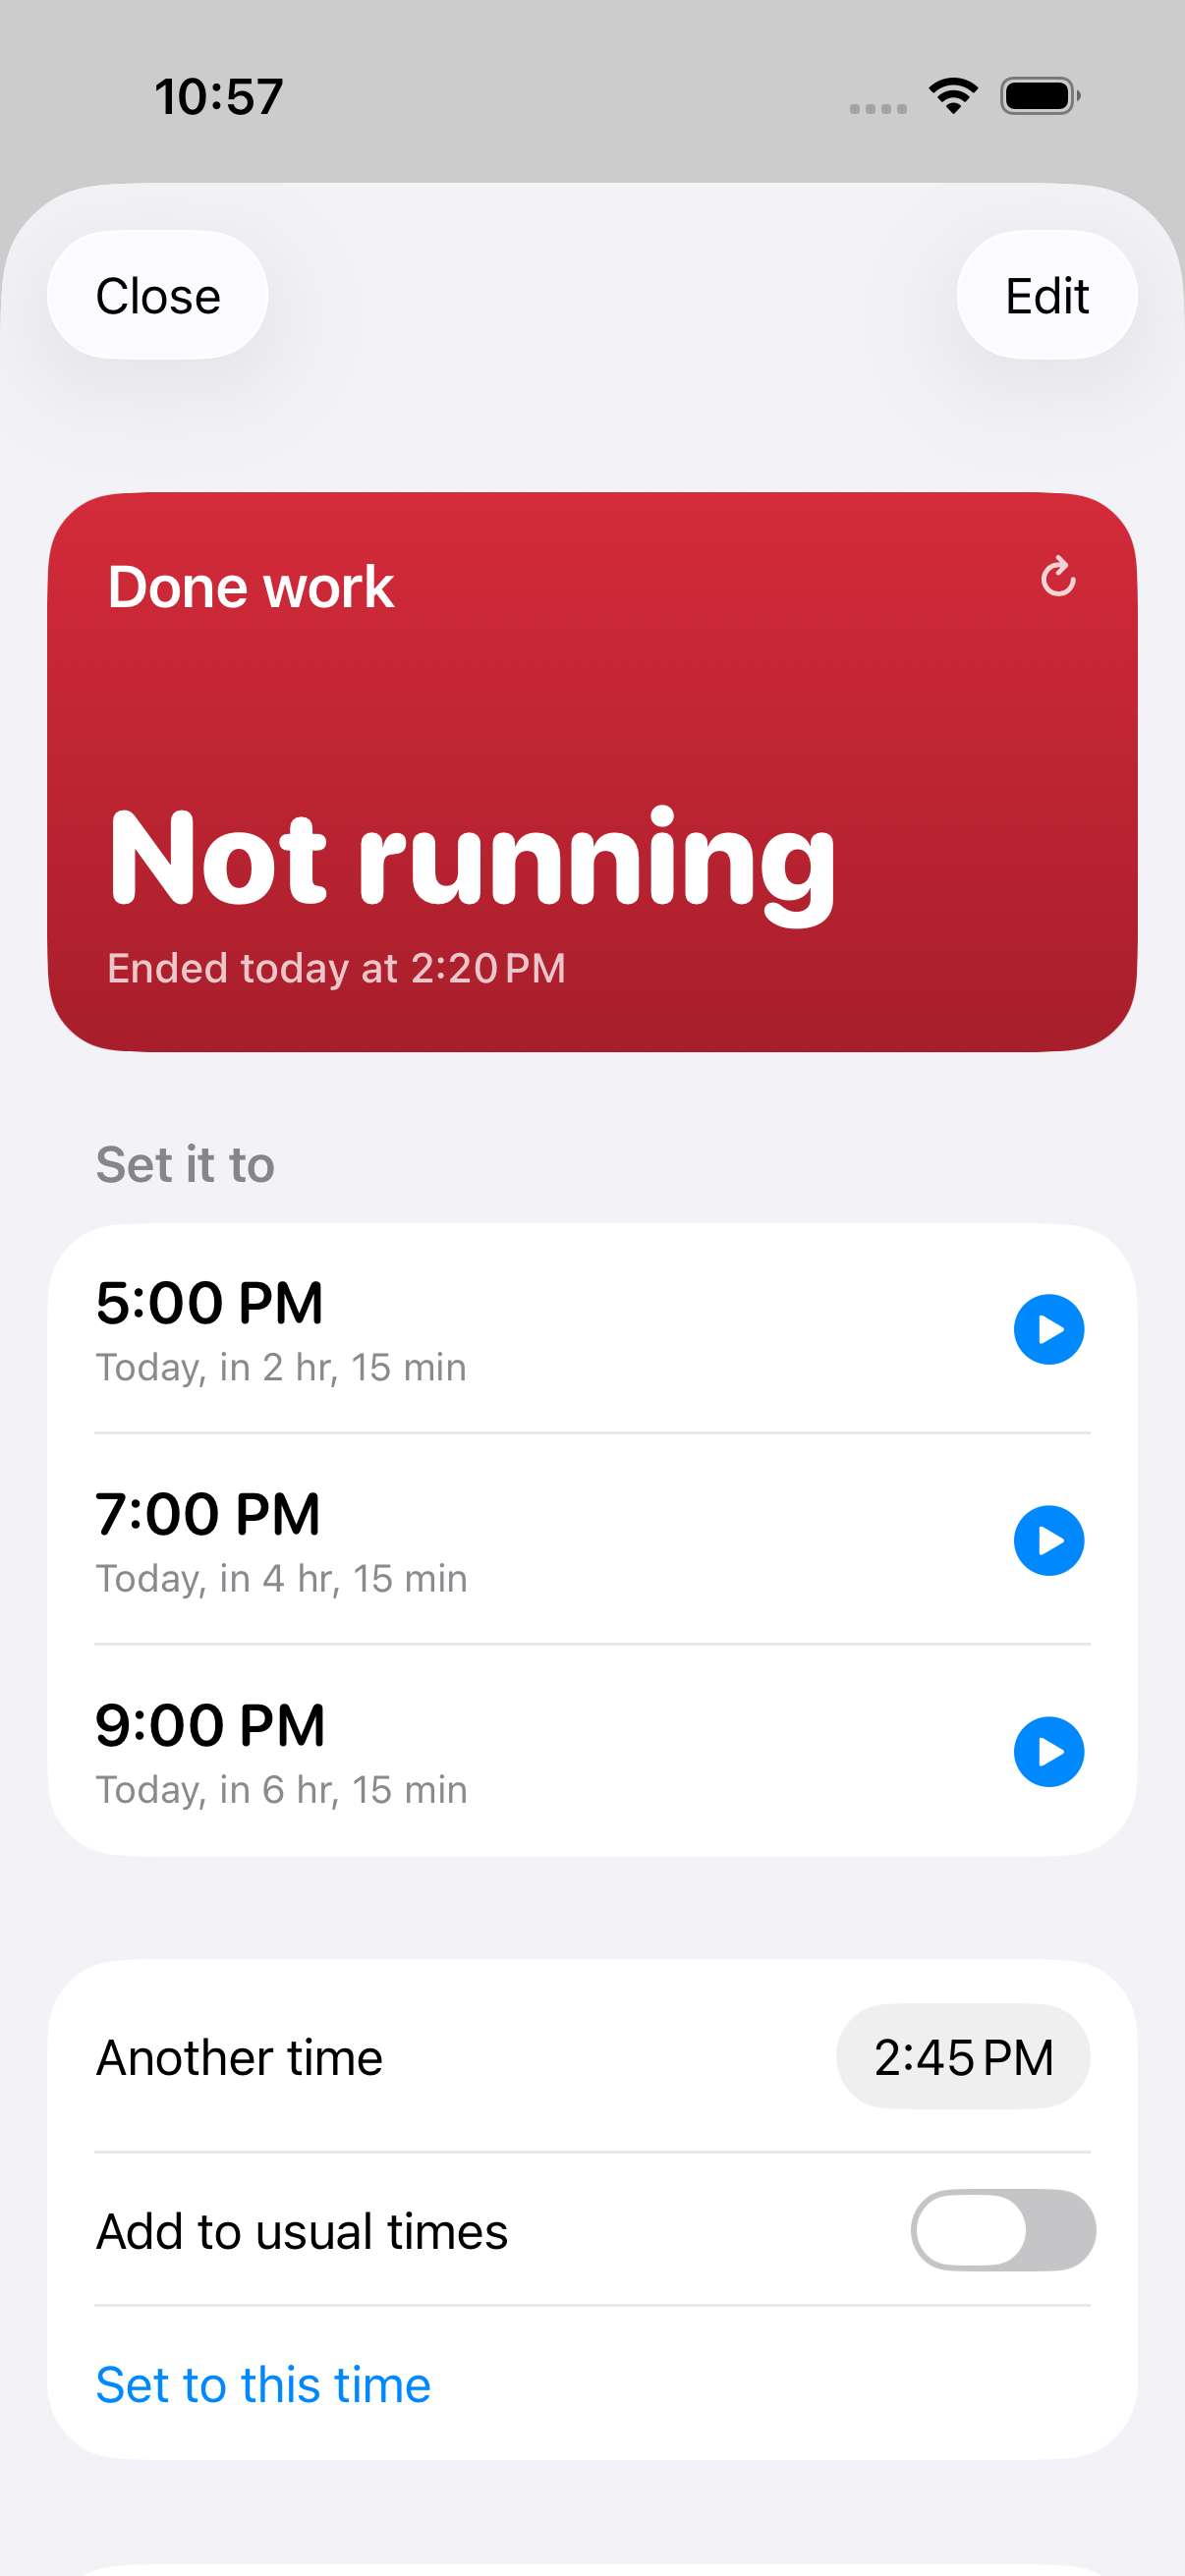 10:57
Close
Edit
Done work
Not running
Ended today at 2:20 PM
Set it to
5:00 PM
Today, in 2 hr, 15 min
7:00 PM
Today, in 4 hr, 15 min
9:00 PM
Today, in 6 hr, 15 min
Another time
2:45 PM
Add to usual times
Set to this time